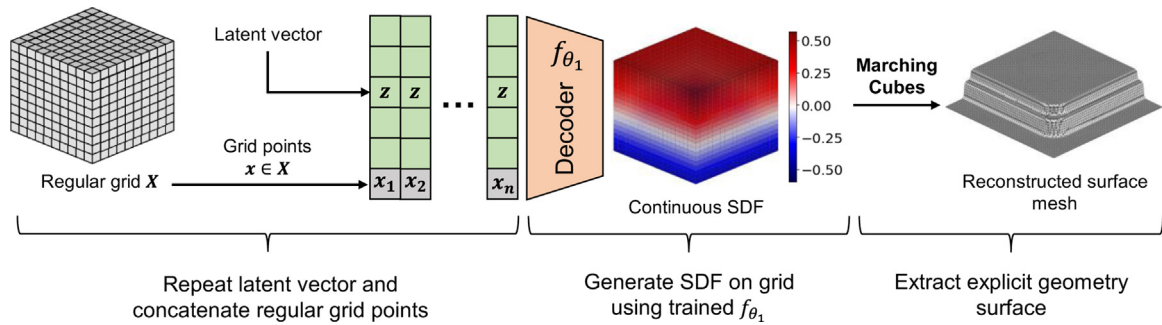 Latent vector
z z z
...
Grid points
x ∈ X
Regular grid X
x₁ x₂ xₙ
Decoder f_θ₁
0.50
0.25
0.00
−0.25
−0.50
Continuous SDF
Marching
Cubes
Reconstructed surface
mesh
Repeat latent vector and
concatenate regular grid points
Generate SDF on grid
using trained f_θ₁
Extract explicit geometry
surface